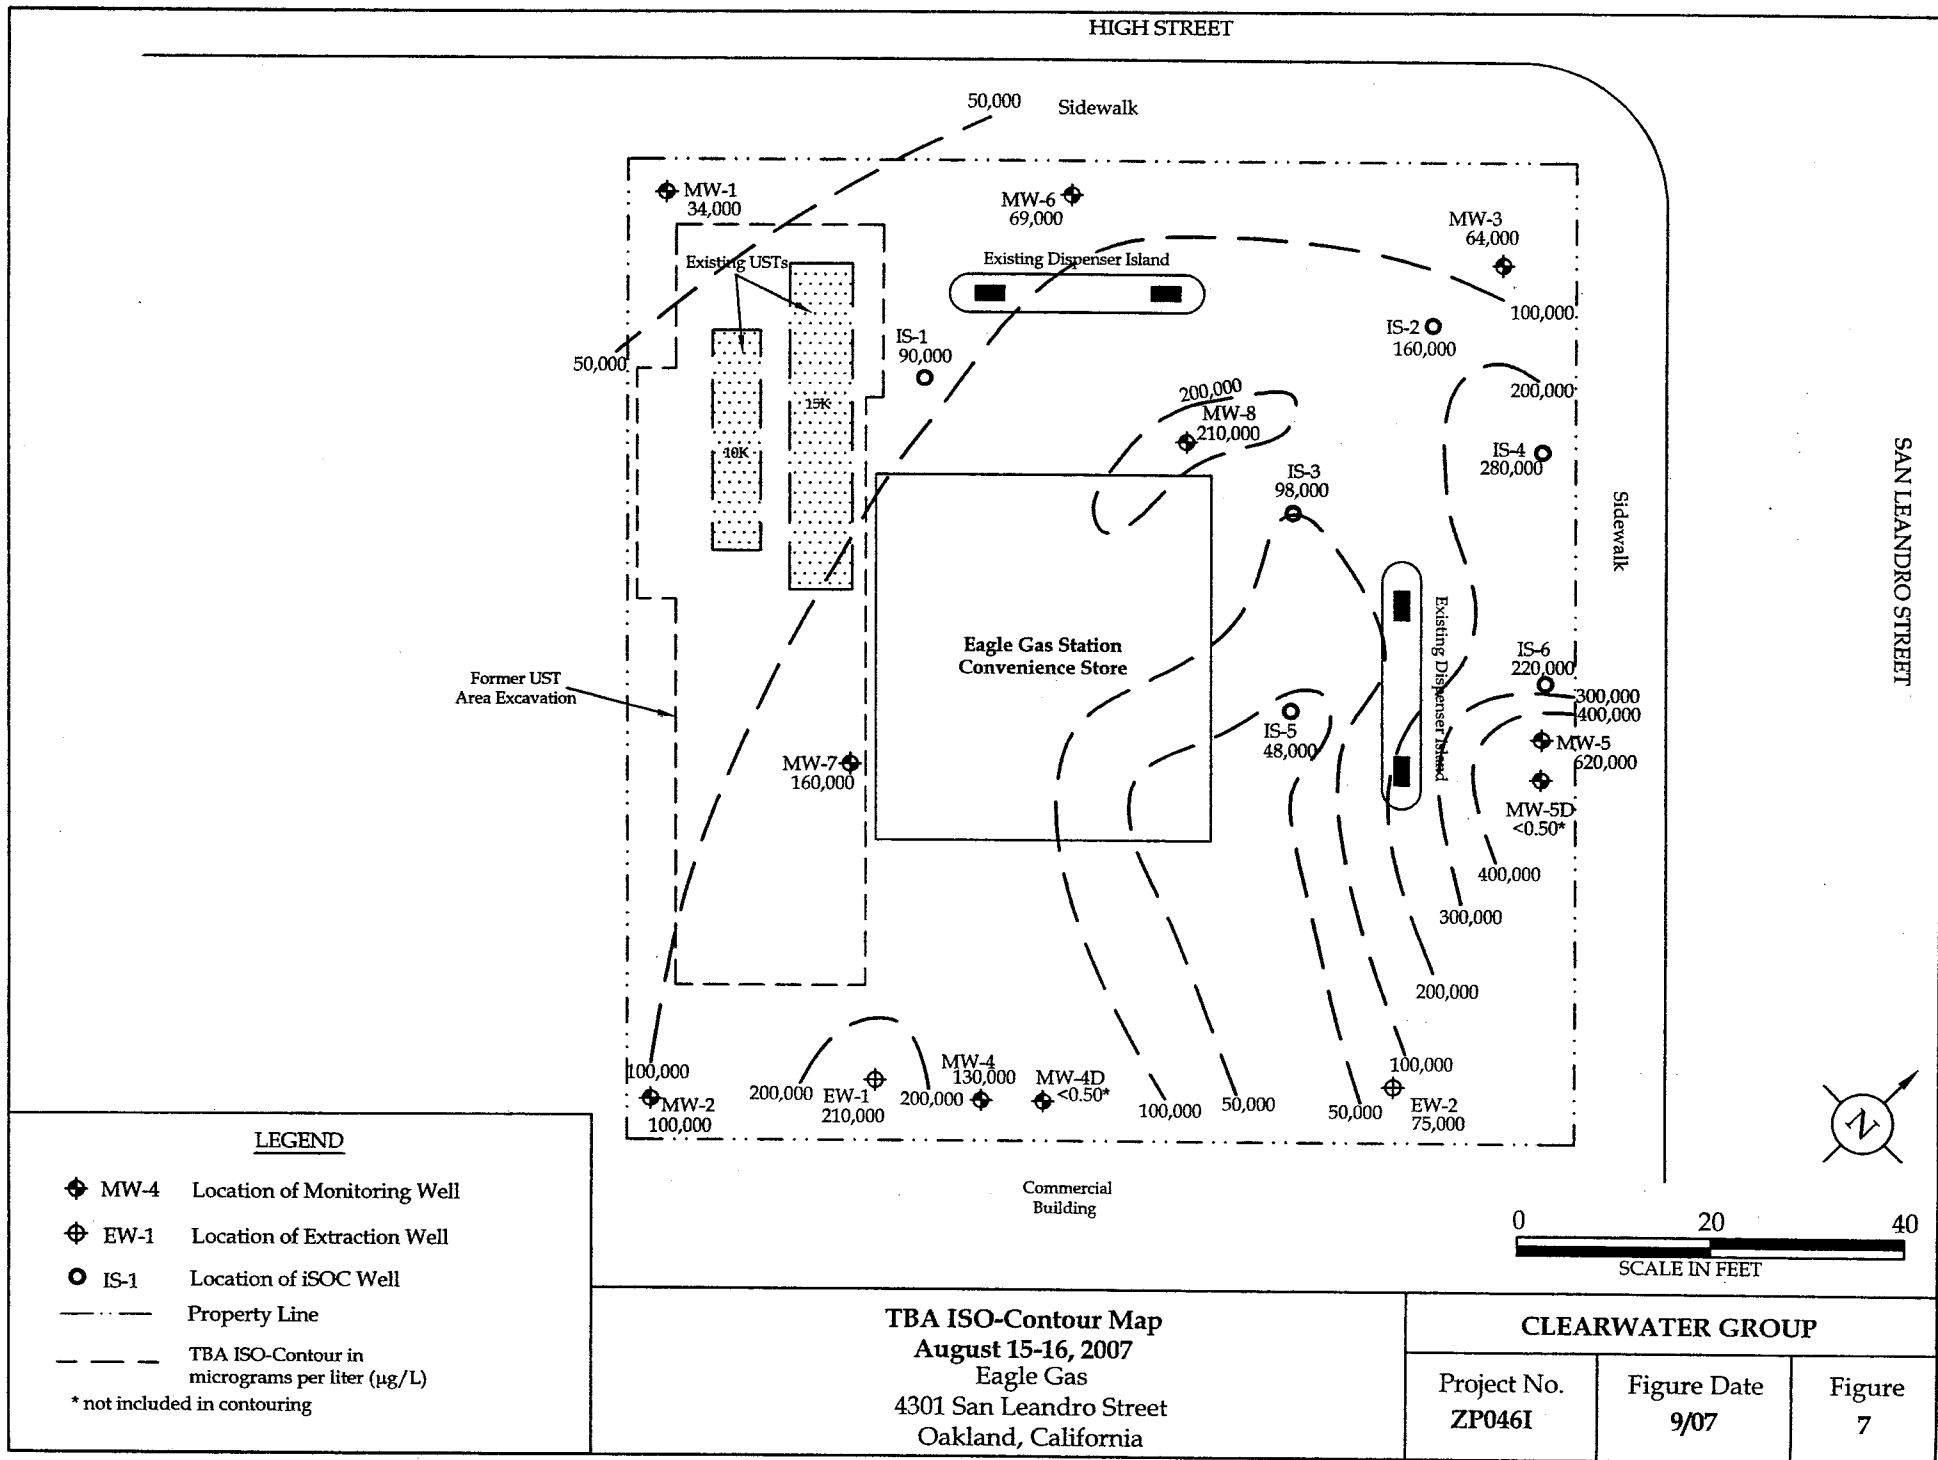 HIGH STREET
50,000
Sidewalk
MW-1
34,000
MW-6
69,000
MW-3
64,000
Existing USTs
Existing Dispenser Island
100,000
50,000
IS-1
90,000
IS-2
160,000
15K
10K
200,000
MW-8
210,000
200,000
IS-3
98,000
IS-4
280,000
Sidewalk
SAN LEANDRO STREET
Eagle Gas Station
Convenience Store
Existing Dispenser Island
Former UST
Area Excavation
IS-6
220,000
300,000
400,000
IS-5
48,000
MW-5
620,000
MW-7
160,000
MW-5D
<0.50*
400,000
300,000
200,000
100,000
MW-2
100,000
200,000
EW-1
210,000
200,000
MW-4
130,000
MW-4D
<0.50*
100,000
50,000
50,000
100,000
EW-2
75,000
N
Commercial
Building
0 20 40
SCALE IN FEET
LEGEND
MW-4 Location of Monitoring Well
EW-1 Location of Extraction Well
IS-1 Location of iSOC Well
Property Line
TBA ISO-Contour in
micrograms per liter (µg/L)
* not included in contouring
TBA ISO-Contour Map
August 15-16, 2007
Eagle Gas
4301 San Leandro Street
Oakland, California
CLEARWATER GROUP
Project No.
ZP046I
Figure Date
9/07
Figure
7